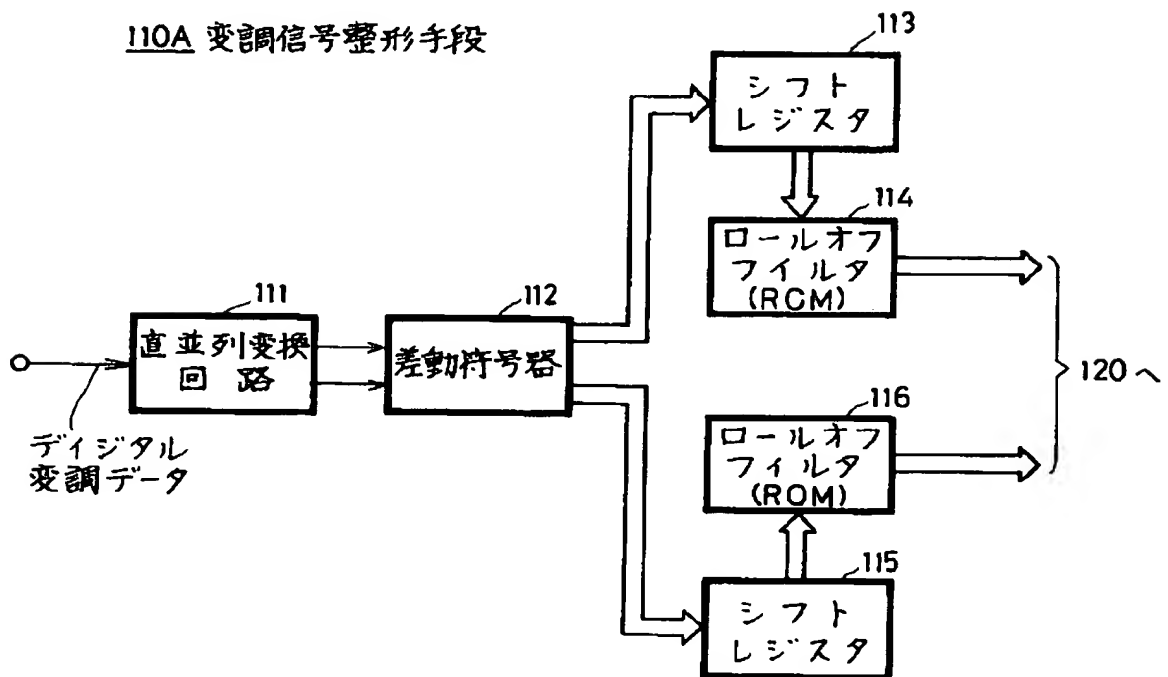 110A 変調信号整形手段
113
シフト
レジスタ
114
ロールオフ
フィルタ
(RCM)
111
直並列変換
回路
112
差動符号器
ディジタル
変調データ
120へ
116
ロールオフ
フィルタ
(ROM)
115
シフト
レジスタ